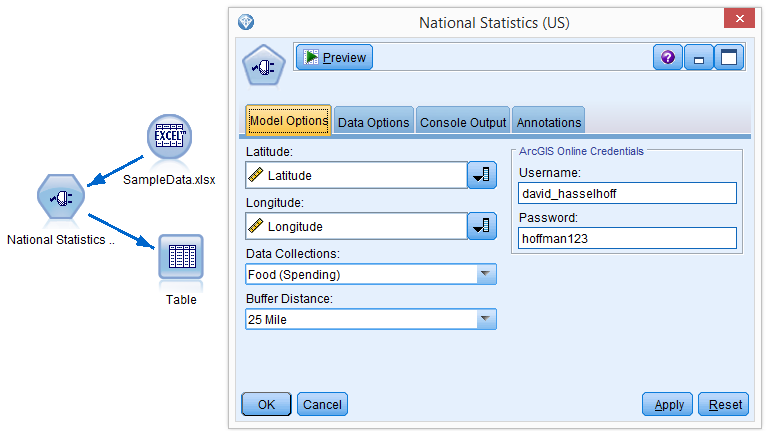 EXCEL™
SampleData.xlsx
National Statistics ..
Table
National Statistics (US)
Preview
Model Options
Data Options
Console Output
Annotations
Latitude:
Latitude
Longitude:
Longitude
Data Collections:
Food (Spending)
Buffer Distance:
25 Mile
ArcGIS Online Credentials
Username:
david_hasselhoff
Password:
hoffman123
OK
Cancel
Apply
Reset